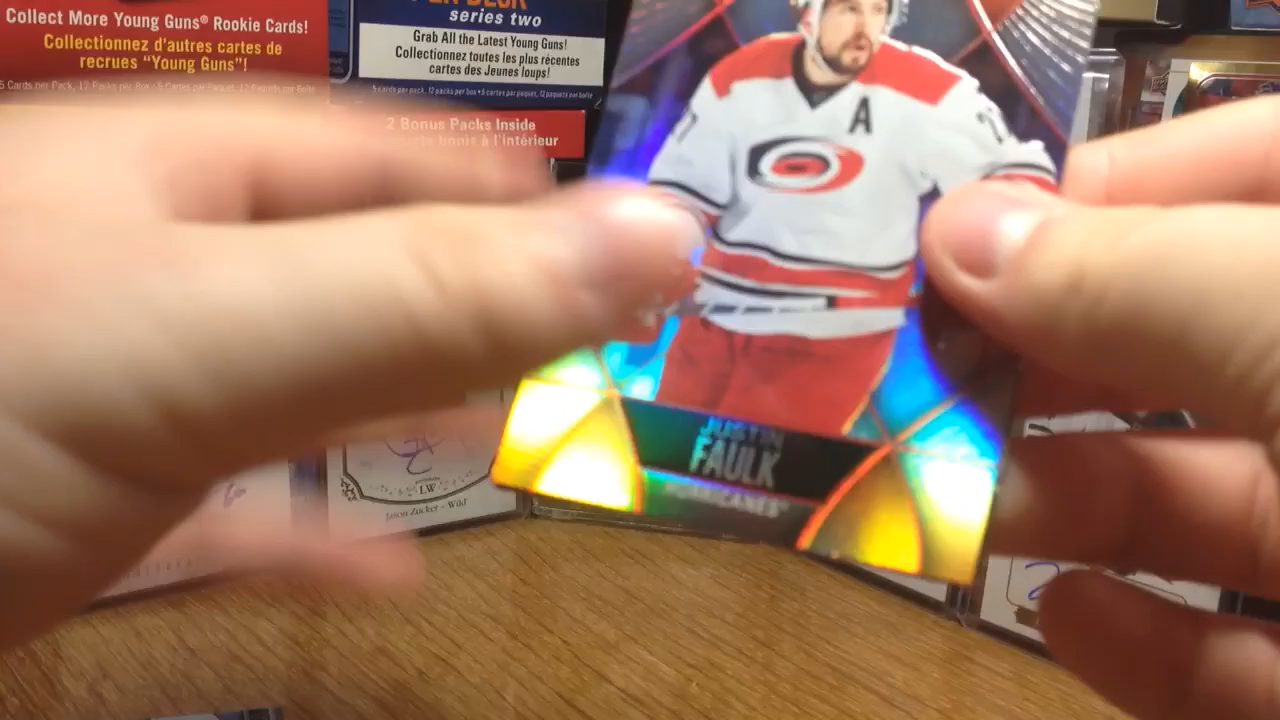 Collect More Young Guns® Rookie Cards!
Collectionnez d'autres cartes de
recrues "Young Guns"!
5 Cards per Pack, 12 Packs per Box • 5 Cartes par Paquet, 12 Paquets par Boîte
series two
Grab All the Latest Young Guns!
Collectionnez toutes les plus récentes
cartes des Jeunes loups!
5 cards per pack, 12 packs per box • 5 cartes par paquet, 12 paquets par boîte
2 Bonus Packs Inside
bonis à l'intérieur
A
JUSTIN
FAULK
HURRICANES
LW
Jason Zucker - Wild